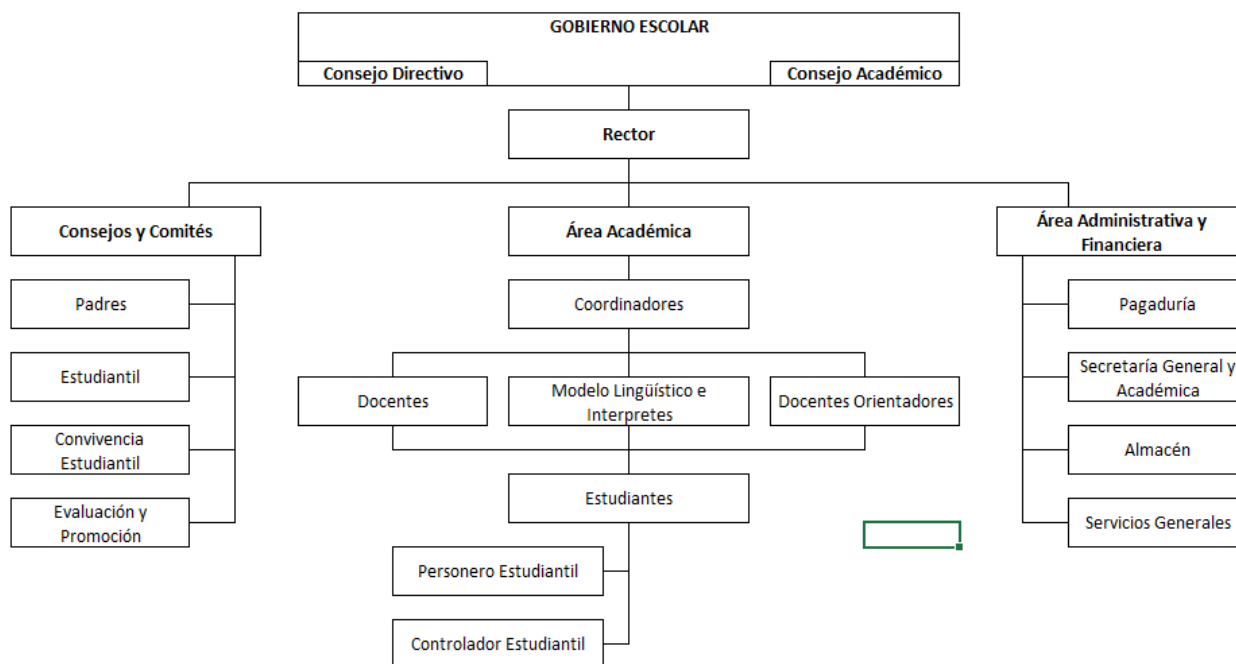 GOBIERNO ESCOLAR
Consejo Directivo
Consejo Académico
Rector
Consejos y Comités
Área Académica
Área Administrativa y
Financiera
Padres
Coordinadores
Pagaduría
Estudiantil
Docentes
Modelo Lingüístico e
Interpretes
Docentes Orientadores
Secretaría General y
Académica
Convivencia
Estudiantil
Almacén
Evaluación y
Promoción
Estudiantes
Servicios Generales
Personero Estudiantil
Controlador Estudiantil